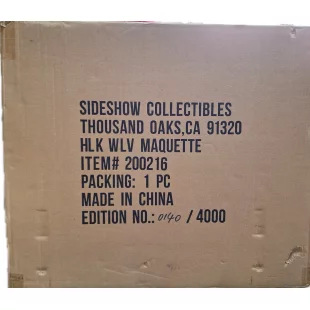 SIDESHOW COLLECTIBLES
THOUSAND OAKS,CA 91320
HLK WLV MAQUETTE
ITEM# 200216
PACKING: 1 PC
MADE IN CHINA
EDITION NO.: 0140 / 4000